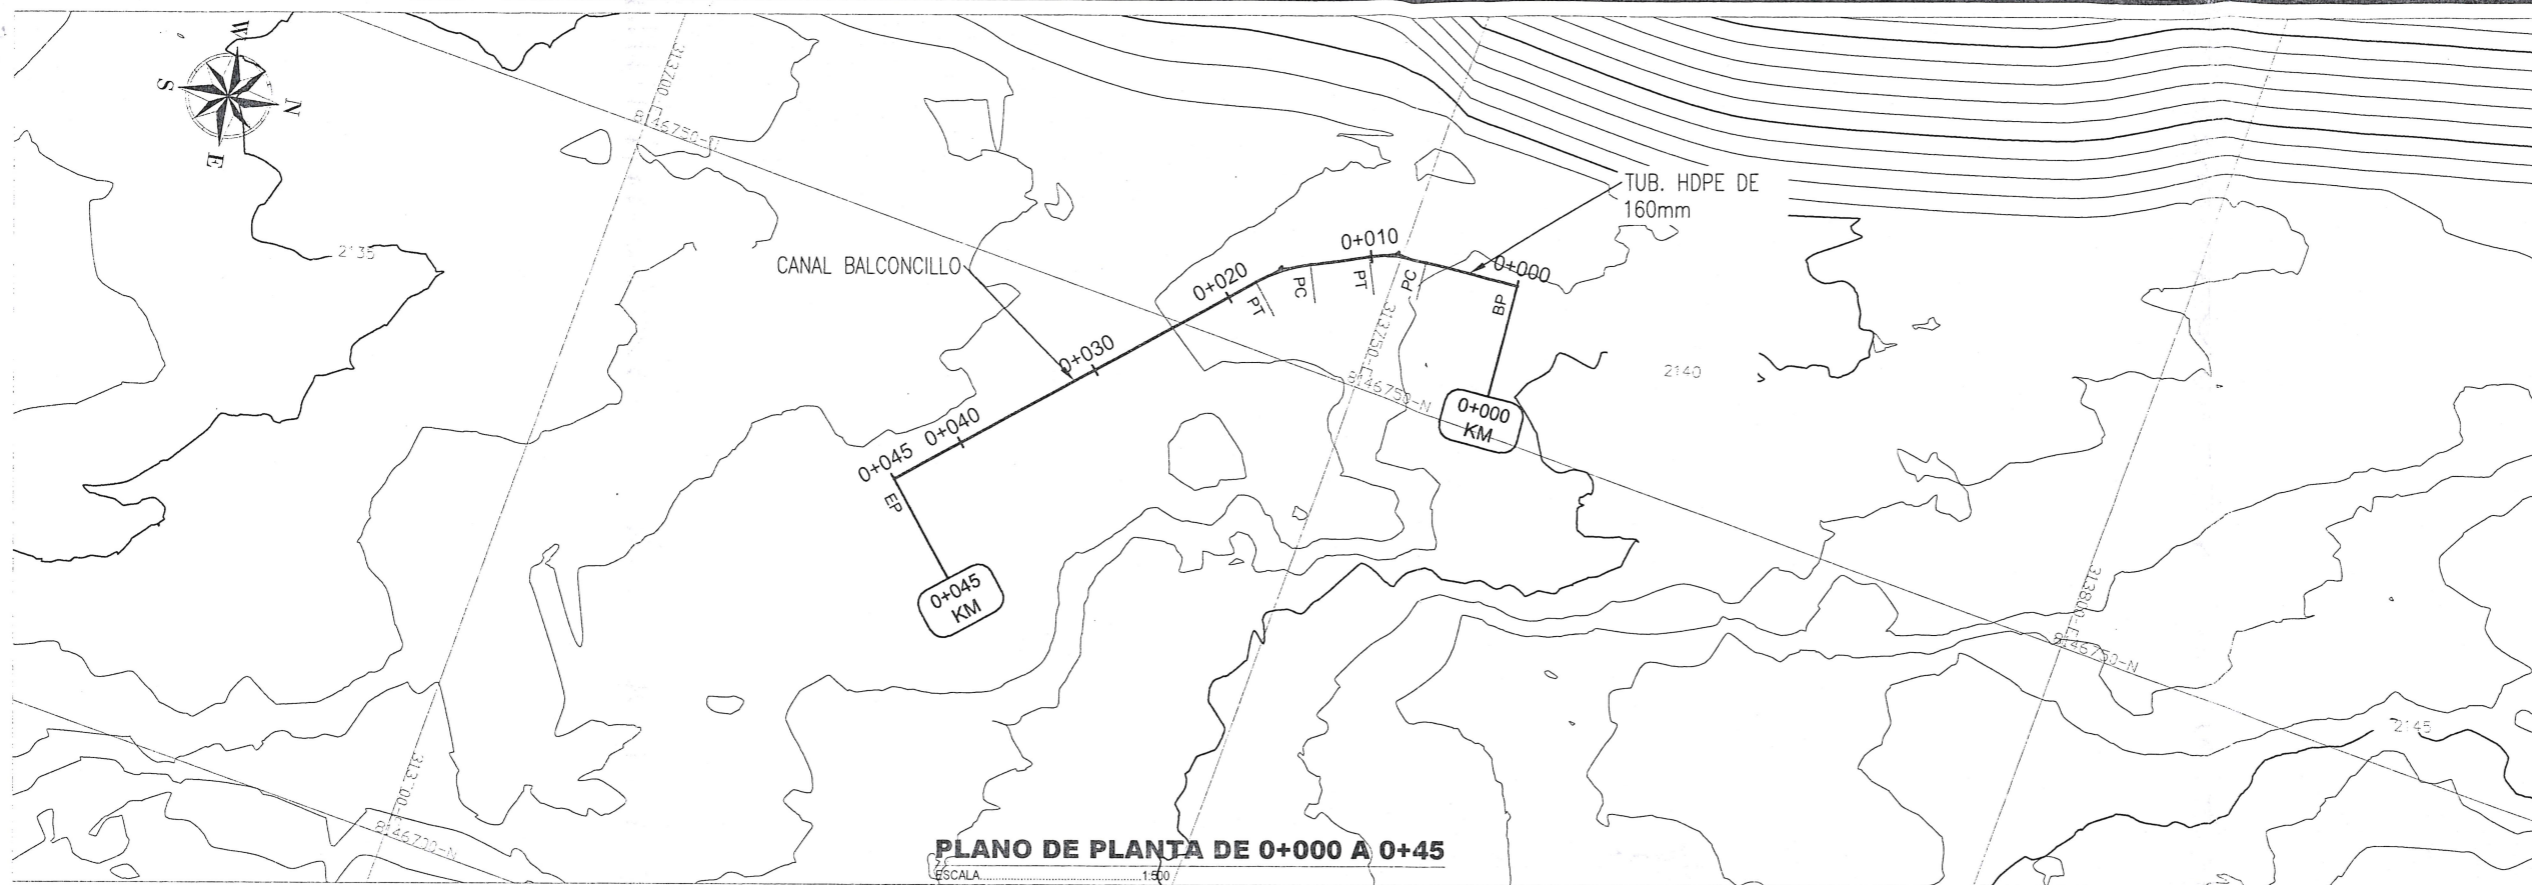 W
S
N
E
313700-E
8146750-N
TUB. HDPE DE
160mm
2135
CANAL BALCONCILLO
0+010
0+000
0+020
PC
PT
PC
PT
BP
313750-E
0+030
8146750-N
2140
0+000
KM
0+040
0+045
EP
0+045
KM
313800-E
8146750-N
2145
8146700-N
PLANO DE PLANTA DE 0+000 A 0+45
ESCALA..........1:500